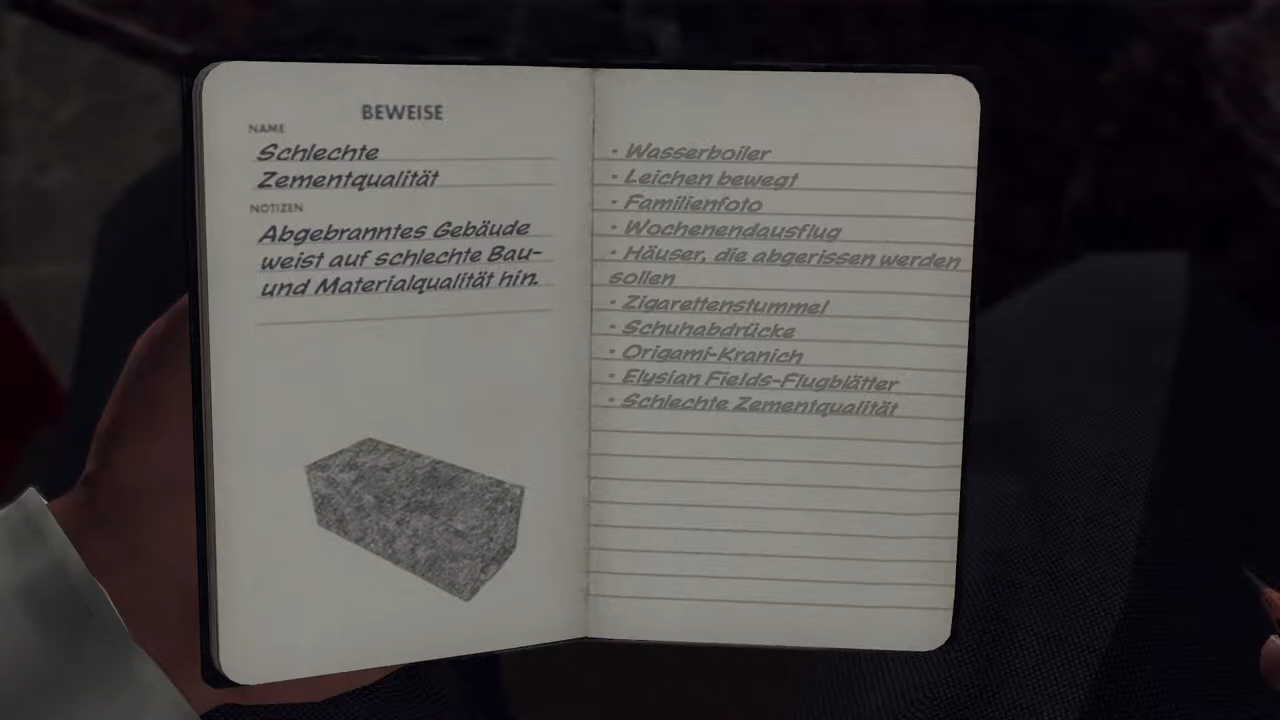 BEWEISE
NAME
Schlechte
Zementqualität
NOTIZEN
Abgebranntes Gebäude
weist auf schlechte Bau-
und Materialqualität hin.
• Wasserboiler
• Leichen bewegt
• Familienfoto
• Wochenendausflug
• Häuser, die abgerissen werden
sollen
• Zigarettenstummel
• Schuhabdrücke
• Origami-Kranich
• Elysian Fields-Flugblätter
• Schlechte Zementqualität